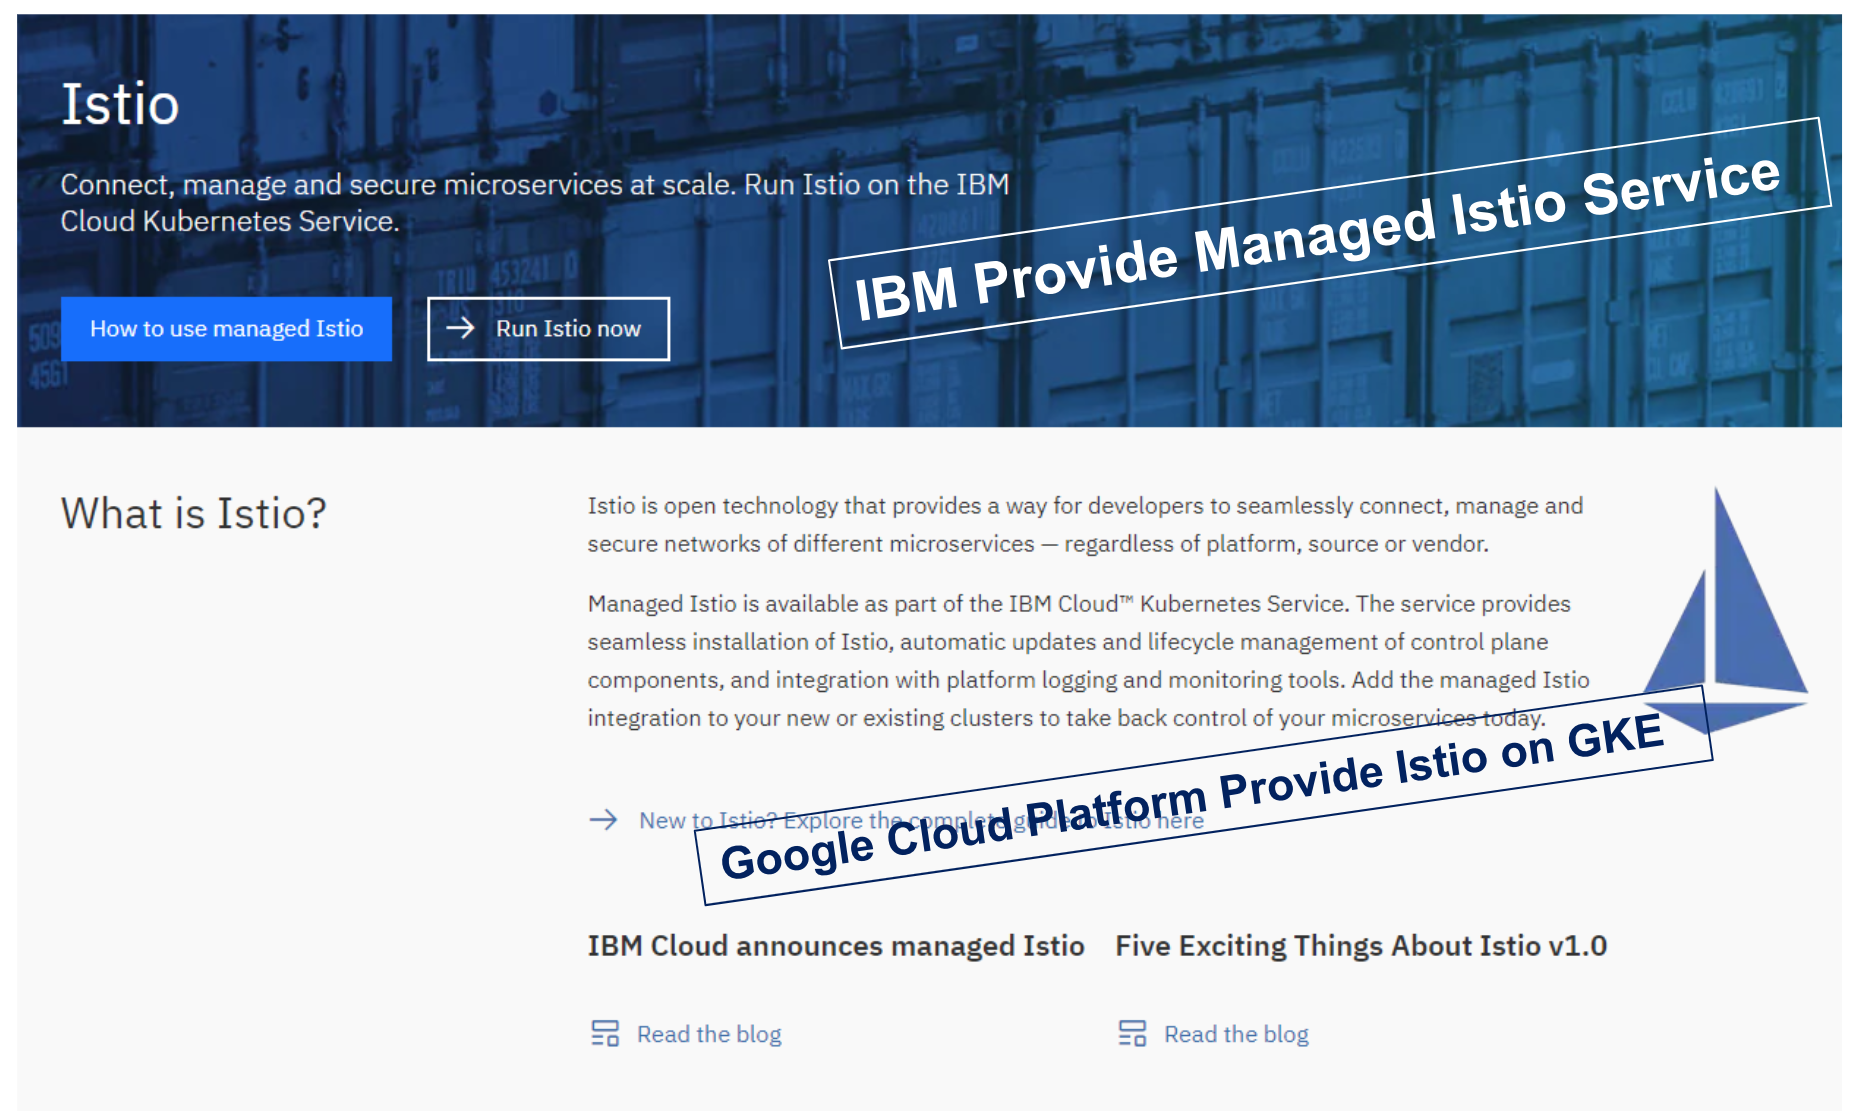 Istio
Connect, manage and secure microservices at scale. Run Istio on the IBM
Cloud Kubernetes Service.
How to use managed Istio
Run Istio now
IBM Provide Managed Istio Service
What is Istio?
Istio is open technology that provides a way for developers to seamlessly connect, manage and
secure networks of different microservices — regardless of platform, source or vendor.
Managed Istio is available as part of the IBM Cloud™ Kubernetes Service. The service provides
seamless installation of Istio, automatic updates and lifecycle management of control plane
components, and integration with platform logging and monitoring tools. Add the managed Istio
integration to your new or existing clusters to take back control of your microservices today.
Google Cloud Platform Provide Istio on GKE
New to Istio? Explore the complete guide to Istio here
IBM Cloud announces managed Istio
Read the blog
Five Exciting Things About Istio v1.0
Read the blog